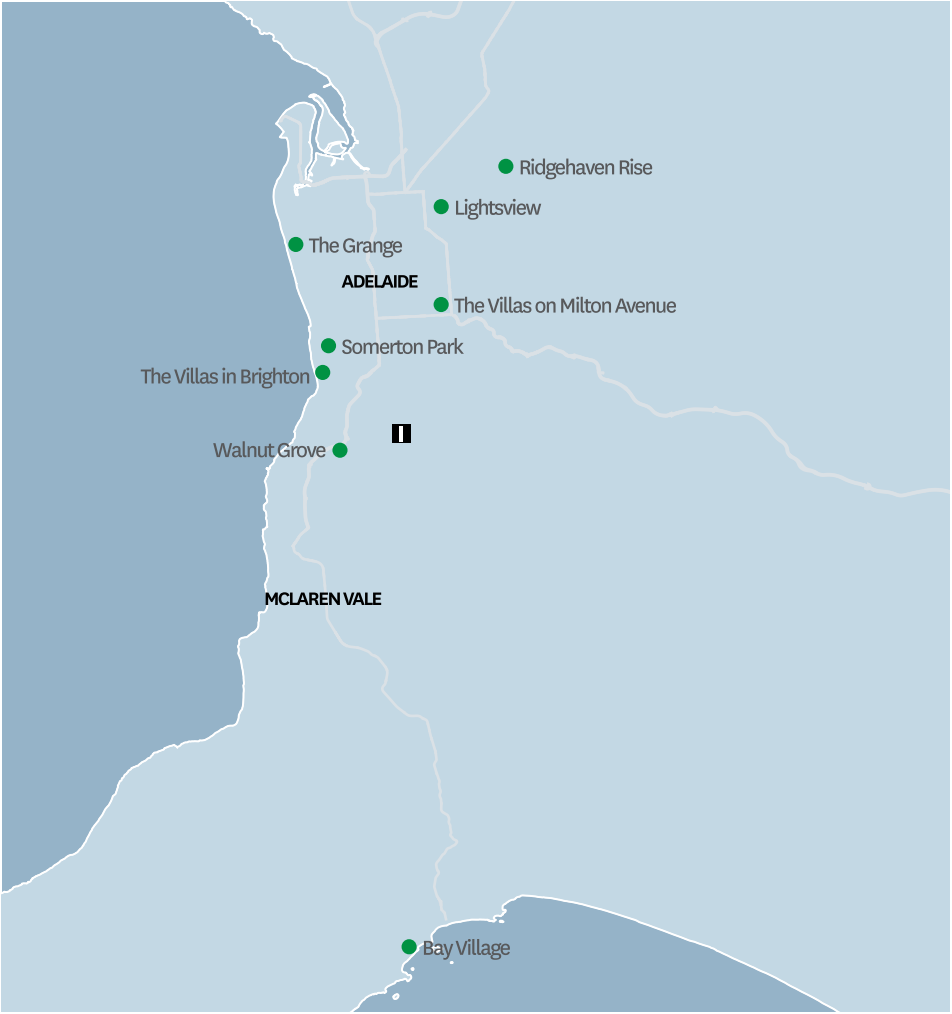 Ridgehaven Rise
Lightsview
The Grange
ADELAIDE
The Villas on Milton Avenue
Somerton Park
The Villas in Brighton
Walnut Grove
MCLAREN VALE
Bay Village